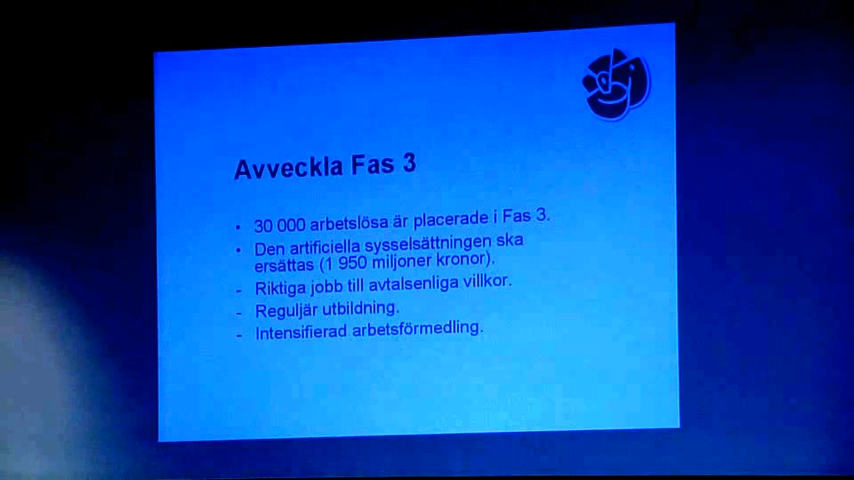 Avveckla Fas 3
• 30 000 arbetslösa är placerade i Fas 3.
• Den artificiella sysselsättningen ska
ersättas (1 950 miljoner kronor).
- Riktiga jobb till avtalsenliga villkor.
- Reguljär utbildning.
- Intensifierad arbetsförmedling.